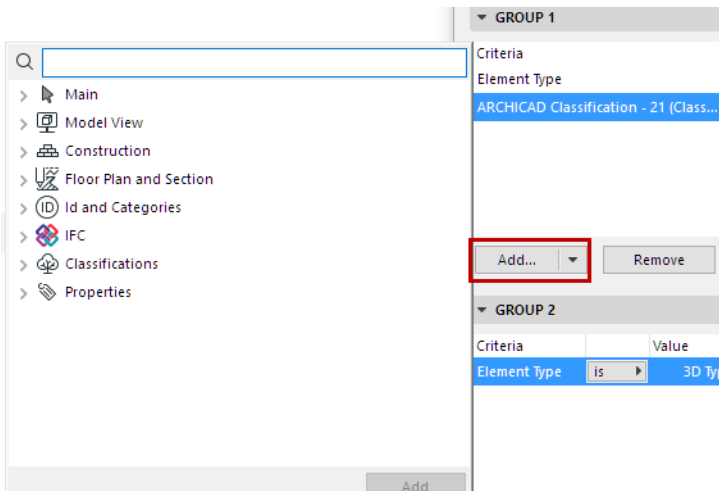 GROUP 1
Criteria
Element Type
ARCHICAD Classification - 21 (Class...
Main
Model View
Construction
Floor Plan and Section
ID
Id and Categories
IFC
Classifications
Properties
Add...
Remove
GROUP 2
Criteria
Value
Element Type
is
3D Ty
Add